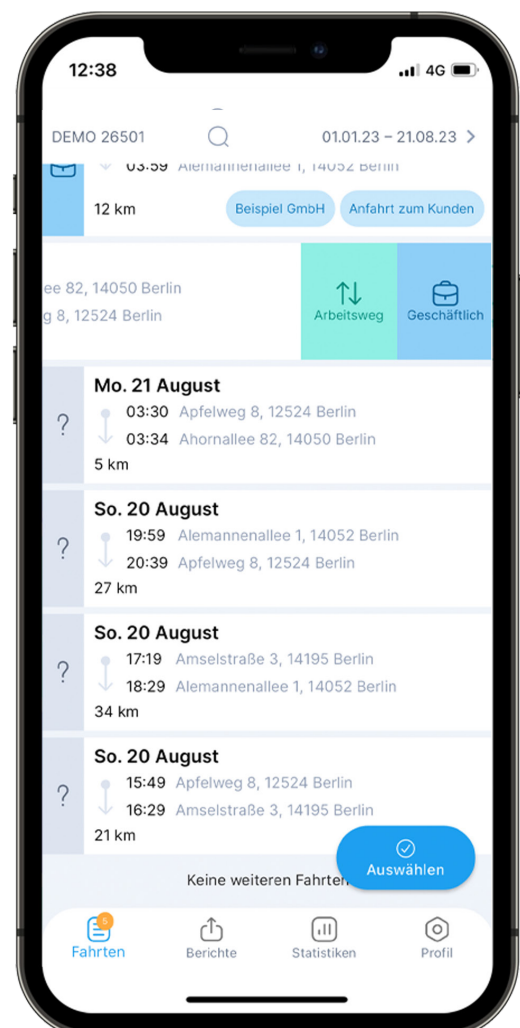 12:38
4G
DEMO 26501
01.01.23 – 21.08.23
03:59 Alemannenallee 1, 14052 Berlin
12 km
Beispiel GmbH
Anfahrt zum Kunden
ee 82, 14050 Berlin
g 8, 12524 Berlin
Arbeitsweg
Geschäftlich
Mo. 21 August
?
03:30 Apfelweg 8, 12524 Berlin
03:34 Ahornallee 82, 14050 Berlin
5 km
So. 20 August
?
19:59 Alemannenallee 1, 14052 Berlin
20:39 Apfelweg 8, 12524 Berlin
27 km
So. 20 August
?
17:19 Amselstraße 3, 14195 Berlin
18:29 Alemannenallee 1, 14052 Berlin
34 km
So. 20 August
?
15:49 Apfelweg 8, 12524 Berlin
16:29 Amselstraße 3, 14195 Berlin
21 km
Auswählen
Keine weiteren Fahrten
5
Fahrten
Berichte
Statistiken
Profil